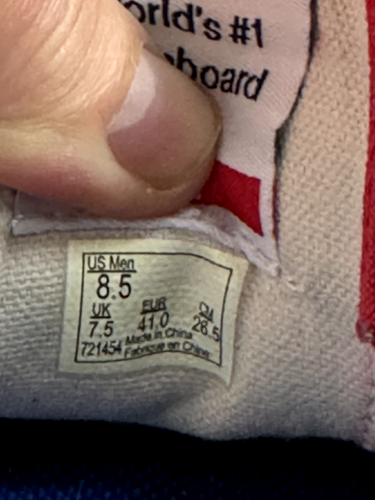 orld's #1
board
US Men
8.5
UK EUR CM
7.5 41.0 26.5
721454 Made in China
Fabriqué en Chine